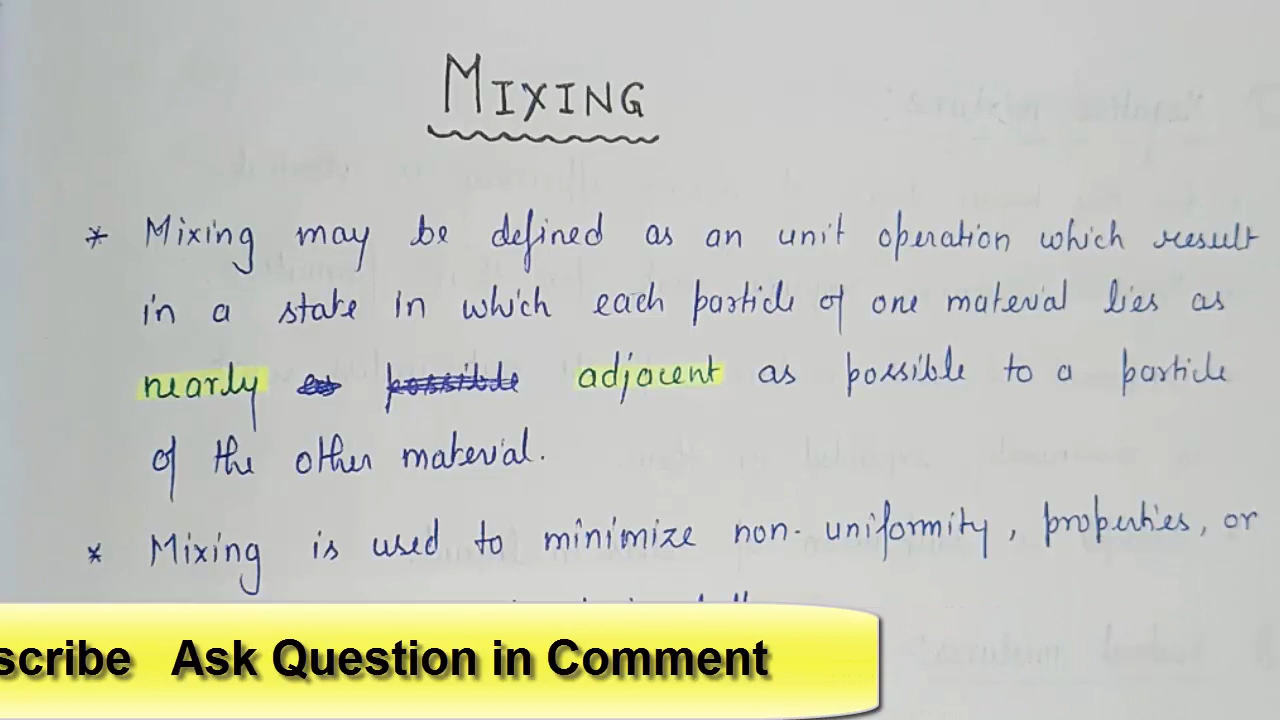 MIXING
* Mixing may be defined as an unit operation which result
in a state in which each particle of one material lies as
nearly as possible adjacent as possible to a particle
of the other material.
* Mixing is used to minimize non-uniformity, properties, or
scribe Ask Question in Comment